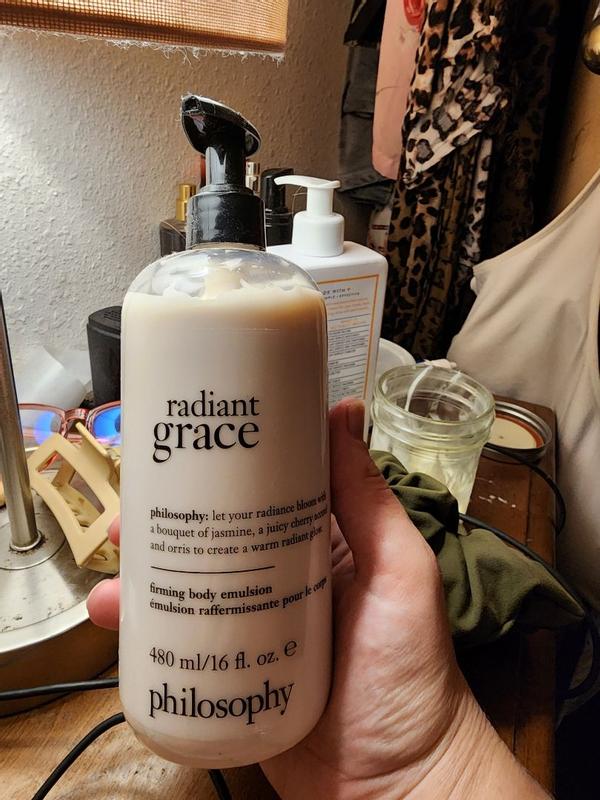 radiant
grace
philosophy: let your radiance bloom with
a bouquet of jasmine, a juicy cherry accord
and orris to create a warm radiant glow.
firming body emulsion
émulsion raffermissante pour le corps
480 ml/16 fl. oz. e
philosophy